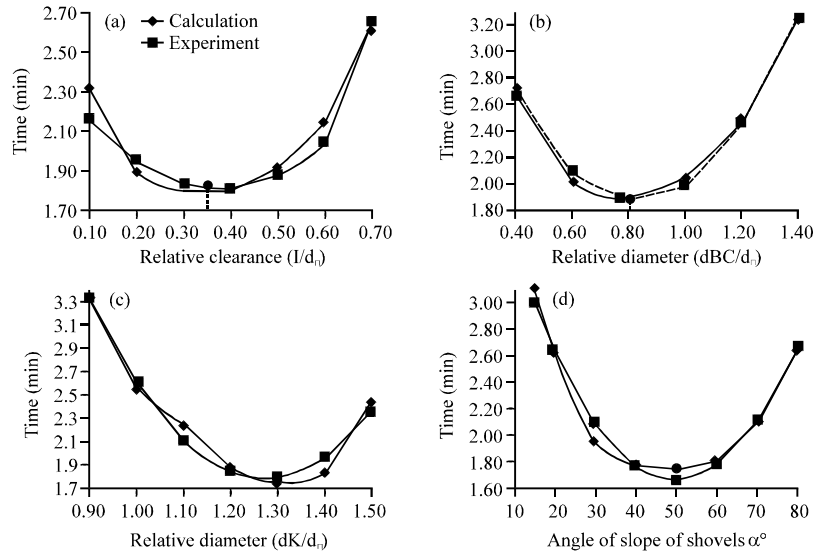 (a)
Calculation
Experiment
Time (min)
2.70
2.30
2.10
1.90
1.70
0.10 0.20 0.30 0.40 0.50 0.60 0.70
Relative clearance (I/d⊓)
(b)
Time (min)
3.20
3.00
2.80
2.60
2.40
2.20
2.00
1.80
0.40 0.60 0.80 1.00 1.20 1.40
Relative diameter (dBC/d⊓)
(c)
Time (min)
3.3
3.1
2.9
2.7
2.5
2.3
2.1
1.9
1.7
0.90 1.00 1.10 1.20 1.30 1.40 1.50
Relative diameter (dK/d⊓)
(d)
Time (min)
3.00
2.80
2.60
2.40
2.20
2.00
1.80
1.60
10 20 30 40 50 60 70 80
Angle of slope of shovels α°